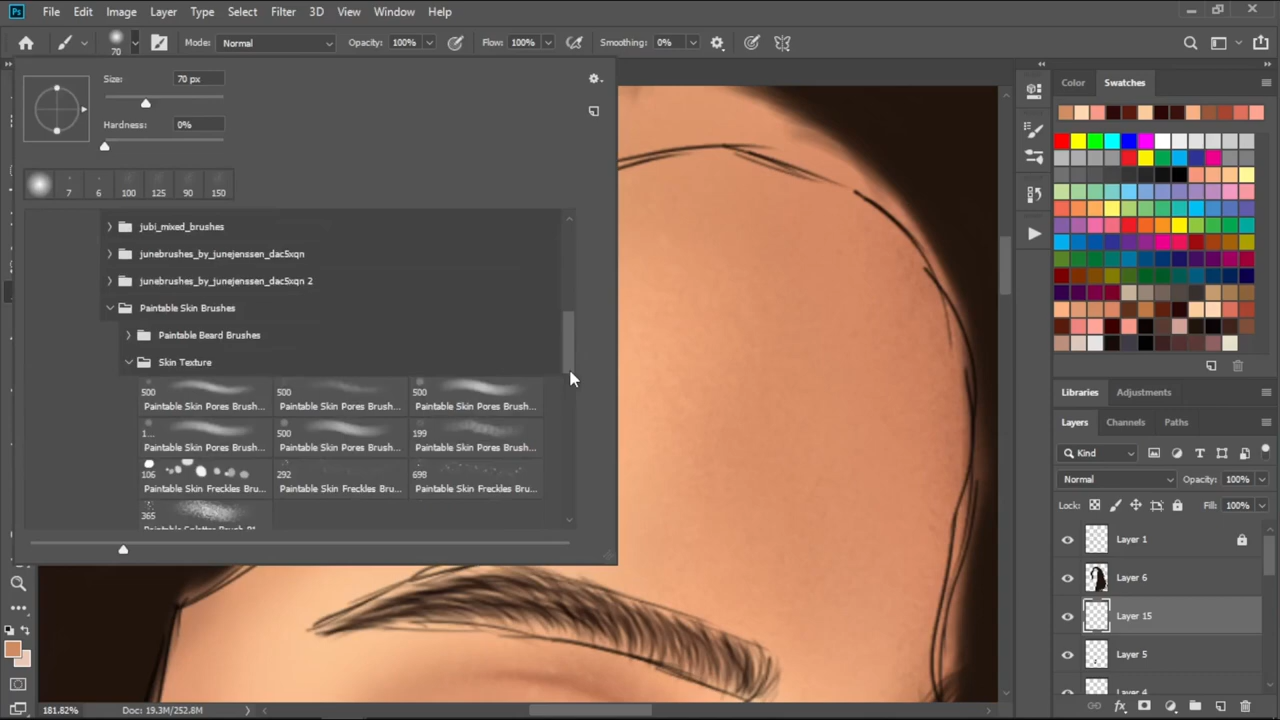 Ps File Edit Image Layer Type Select Filter 3D View Window Help
70 Mode: Normal Opacity: 100% Flow: 100% Smoothing: 0%
Size: 70 px
Hardness: 0%
7 6 100 125 90 150
jubi_mixed_brushes
junebrushes_by_junejenssen_dac5xqn
junebrushes_by_junejenssen_dac5xqn 2
Paintable Skin Brushes
Paintable Beard Brushes
Skin Texture
500 500 500
Paintable Skin Pores Brush... Paintable Skin Pores Brush... Paintable Skin Pores Brush...
1... 500 199
Paintable Skin Pores Brush... Paintable Skin Pores Brush... Paintable Skin Pores Brush...
106 292 698
Paintable Skin Freckles Bru... Paintable Skin Freckles Bru... Paintable Skin Freckles Bru...
365
Color Swatches
Libraries Adjustments
Layers Channels Paths
Kind
Normal Opacity: 100%
Lock: Fill: 100%
Layer 1
Layer 6
Layer 15
Layer 5
181.82% Doc: 19.3M/252.8M